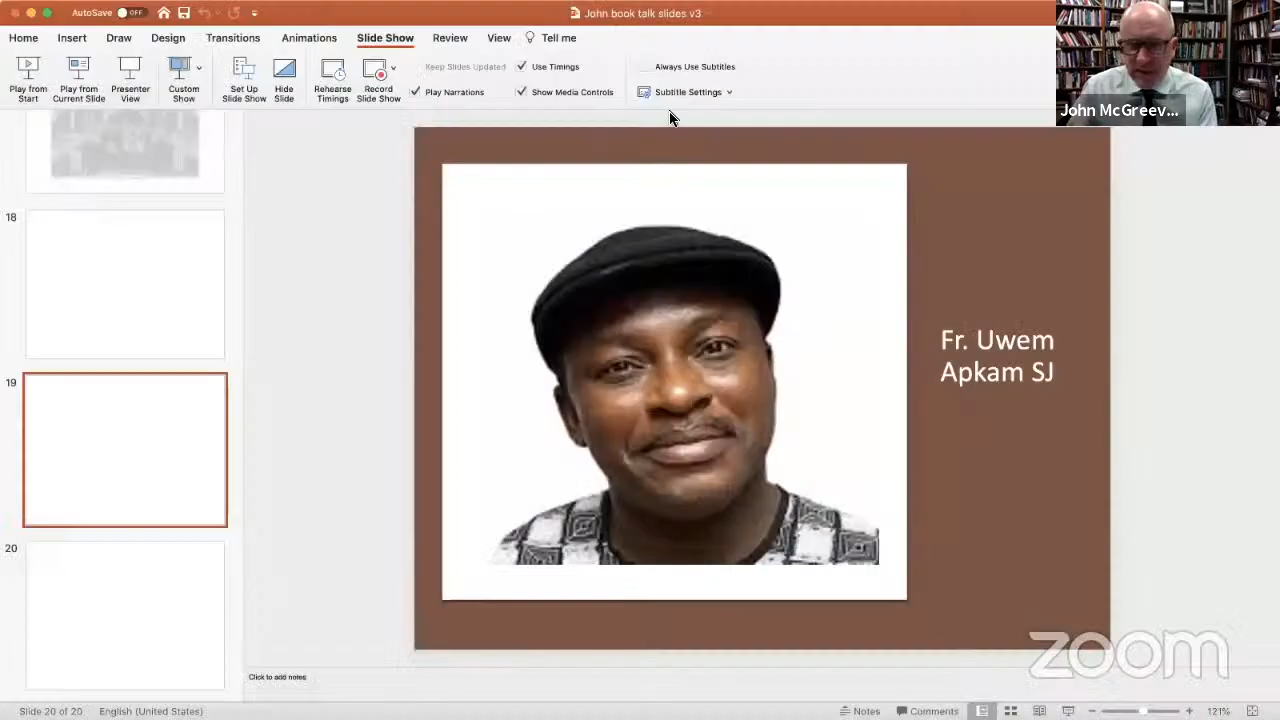 AutoSave OFF
John book talk slides v3
Home Insert Draw Design Transitions Animations Slide Show Review View Tell me
Play from Start
Play from Current Slide
Presenter View
Custom Show
Set Up Slide Show
Hide Slide
Rehearse Timings
Record Slide Show
Keep Slides Updated
Use Timings
Play Narrations
Show Media Controls
Always Use Subtitles
Subtitle Settings
John McGreev...
18
19
20
Fr. Uwem
Apkam SJ
zoom
Click to add notes
Slide 20 of 20 English (United States) Notes Comments 121%